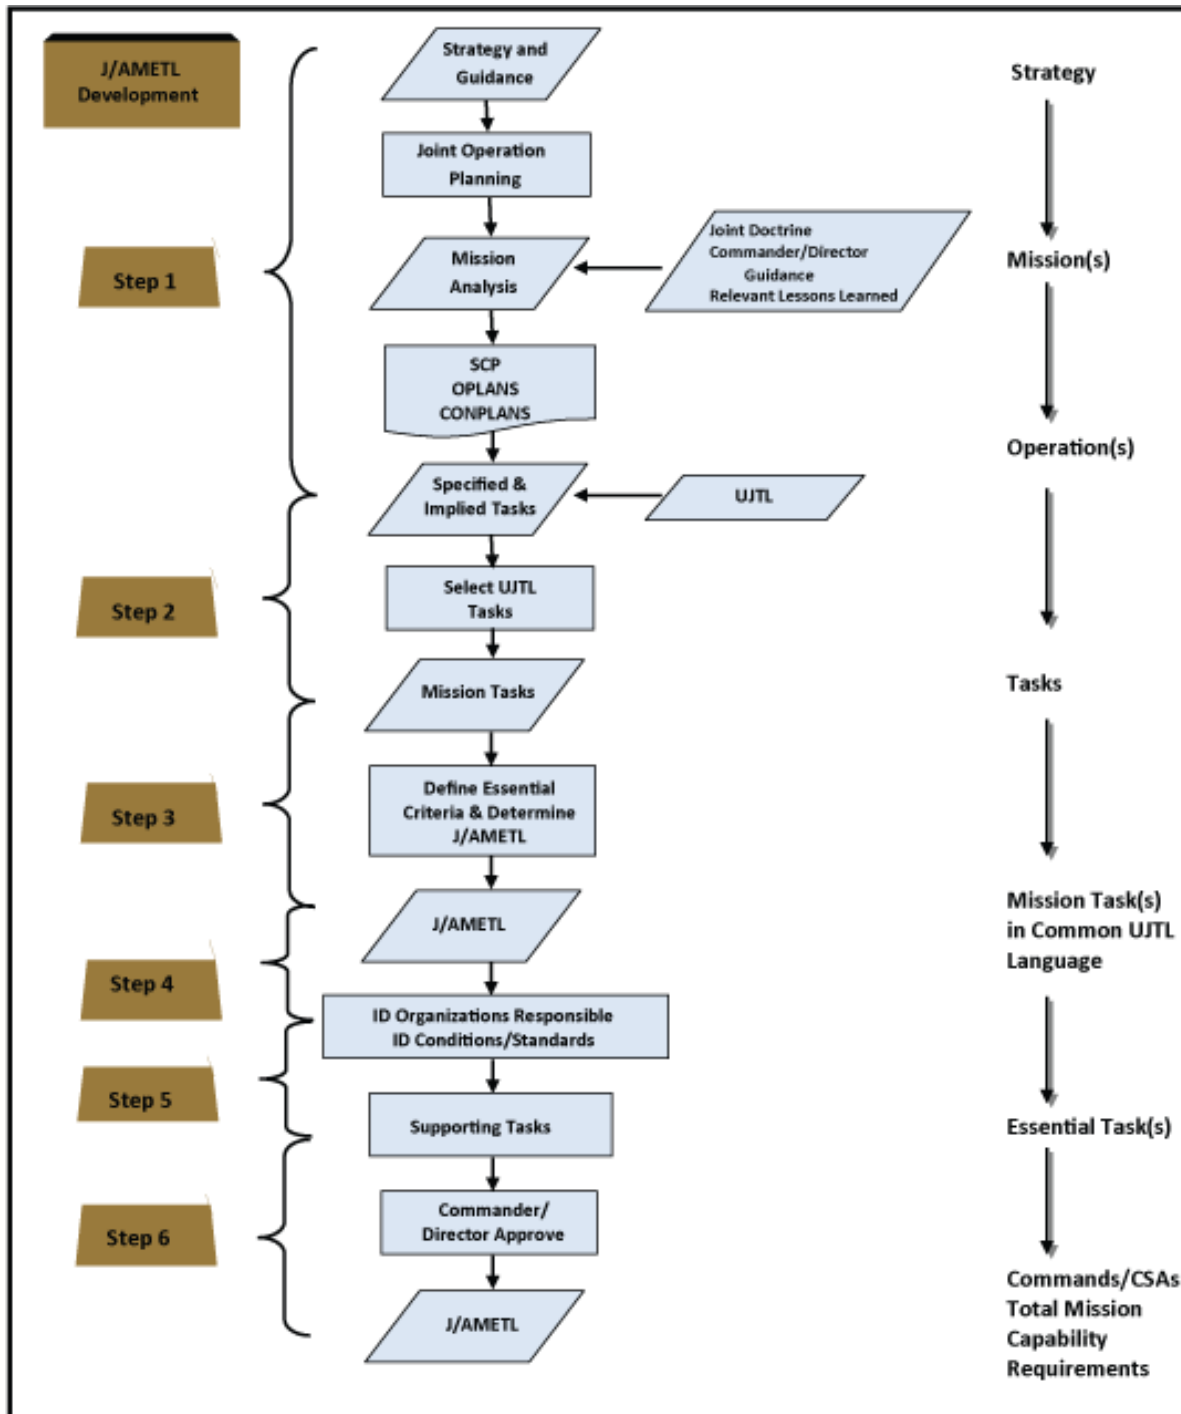 J/AMETL
Development
Strategy and
Guidance
Strategy
Joint Operation
Planning
Step 1
Mission
Analysis
Joint Doctrine
Commander/Director
Guidance
Relevant Lessons Learned
Mission(s)
SCP
OPLANS
CONPLANS
Operation(s)
Specified &
Implied Tasks
UJTL
Step 2
Select UJTL
Tasks
Mission Tasks
Tasks
Step 3
Define Essential
Criteria & Determine
J/AMETL
J/AMETL
Mission Task(s)
in Common UJTL
Language
Step 4
ID Organizations Responsible
ID Conditions/Standards
Step 5
Supporting Tasks
Essential Task(s)
Step 6
Commander/
Director Approve
J/AMETL
Commands/CSAs
Total Mission
Capability
Requirements